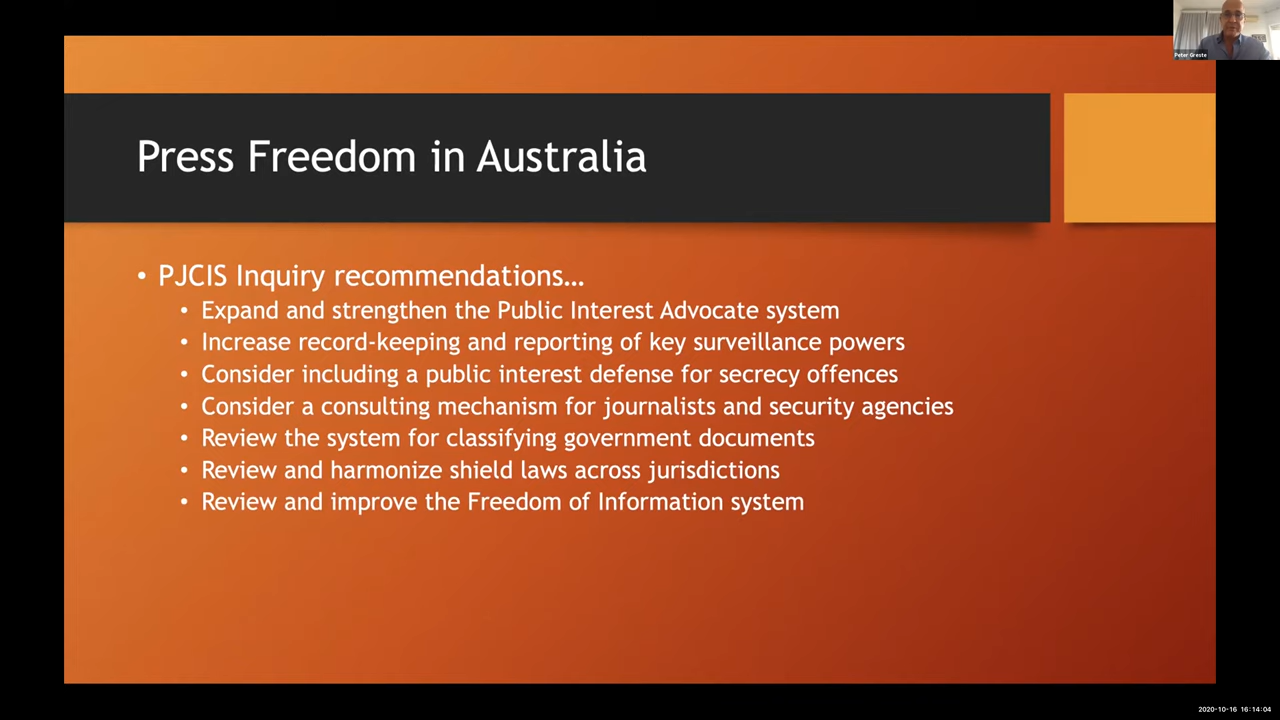 Peter Greste
Press Freedom in Australia
• PJCIS Inquiry recommendations…
• Expand and strengthen the Public Interest Advocate system
• Increase record-keeping and reporting of key surveillance powers
• Consider including a public interest defense for secrecy offences
• Consider a consulting mechanism for journalists and security agencies
• Review the system for classifying government documents
• Review and harmonize shield laws across jurisdictions
• Review and improve the Freedom of Information system
2020-10-16 16:14:04